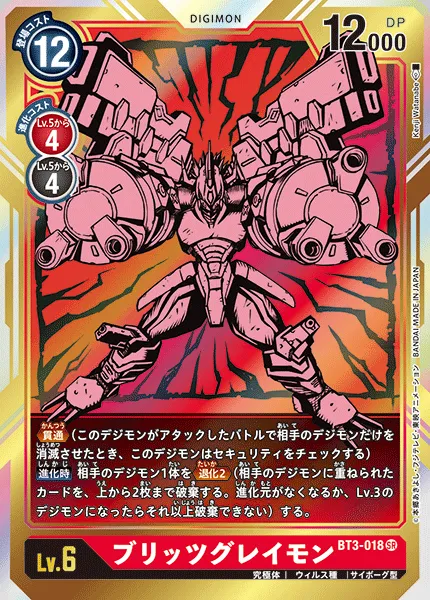 DIGIMON
登場コスト
12
DP
12000
進化コスト
Lv.5から
4
Lv.5から
4
Kenji Watanabe
©本郷あきよし・フジテレビ・東映アニメーション BANDAI,MADE IN JAPAN
かんつう
貫通 (このデジモンがアタックしたバトルで相手のデジモンだけを
消滅させたとき、このデジモンはセキュリティをチェックする)
進化時 相手のデジモン1体を 退化2 (デジモンに重ねられた
カードを、上から2枚まで破棄する。進化元がなくなるか、Lv.3の
デジモンになったらそれ以上破棄できない) する。
Lv.6
ブリッツグレイモン
BT3-018 SR
究極体 | ウィルス種 | サイボーグ型